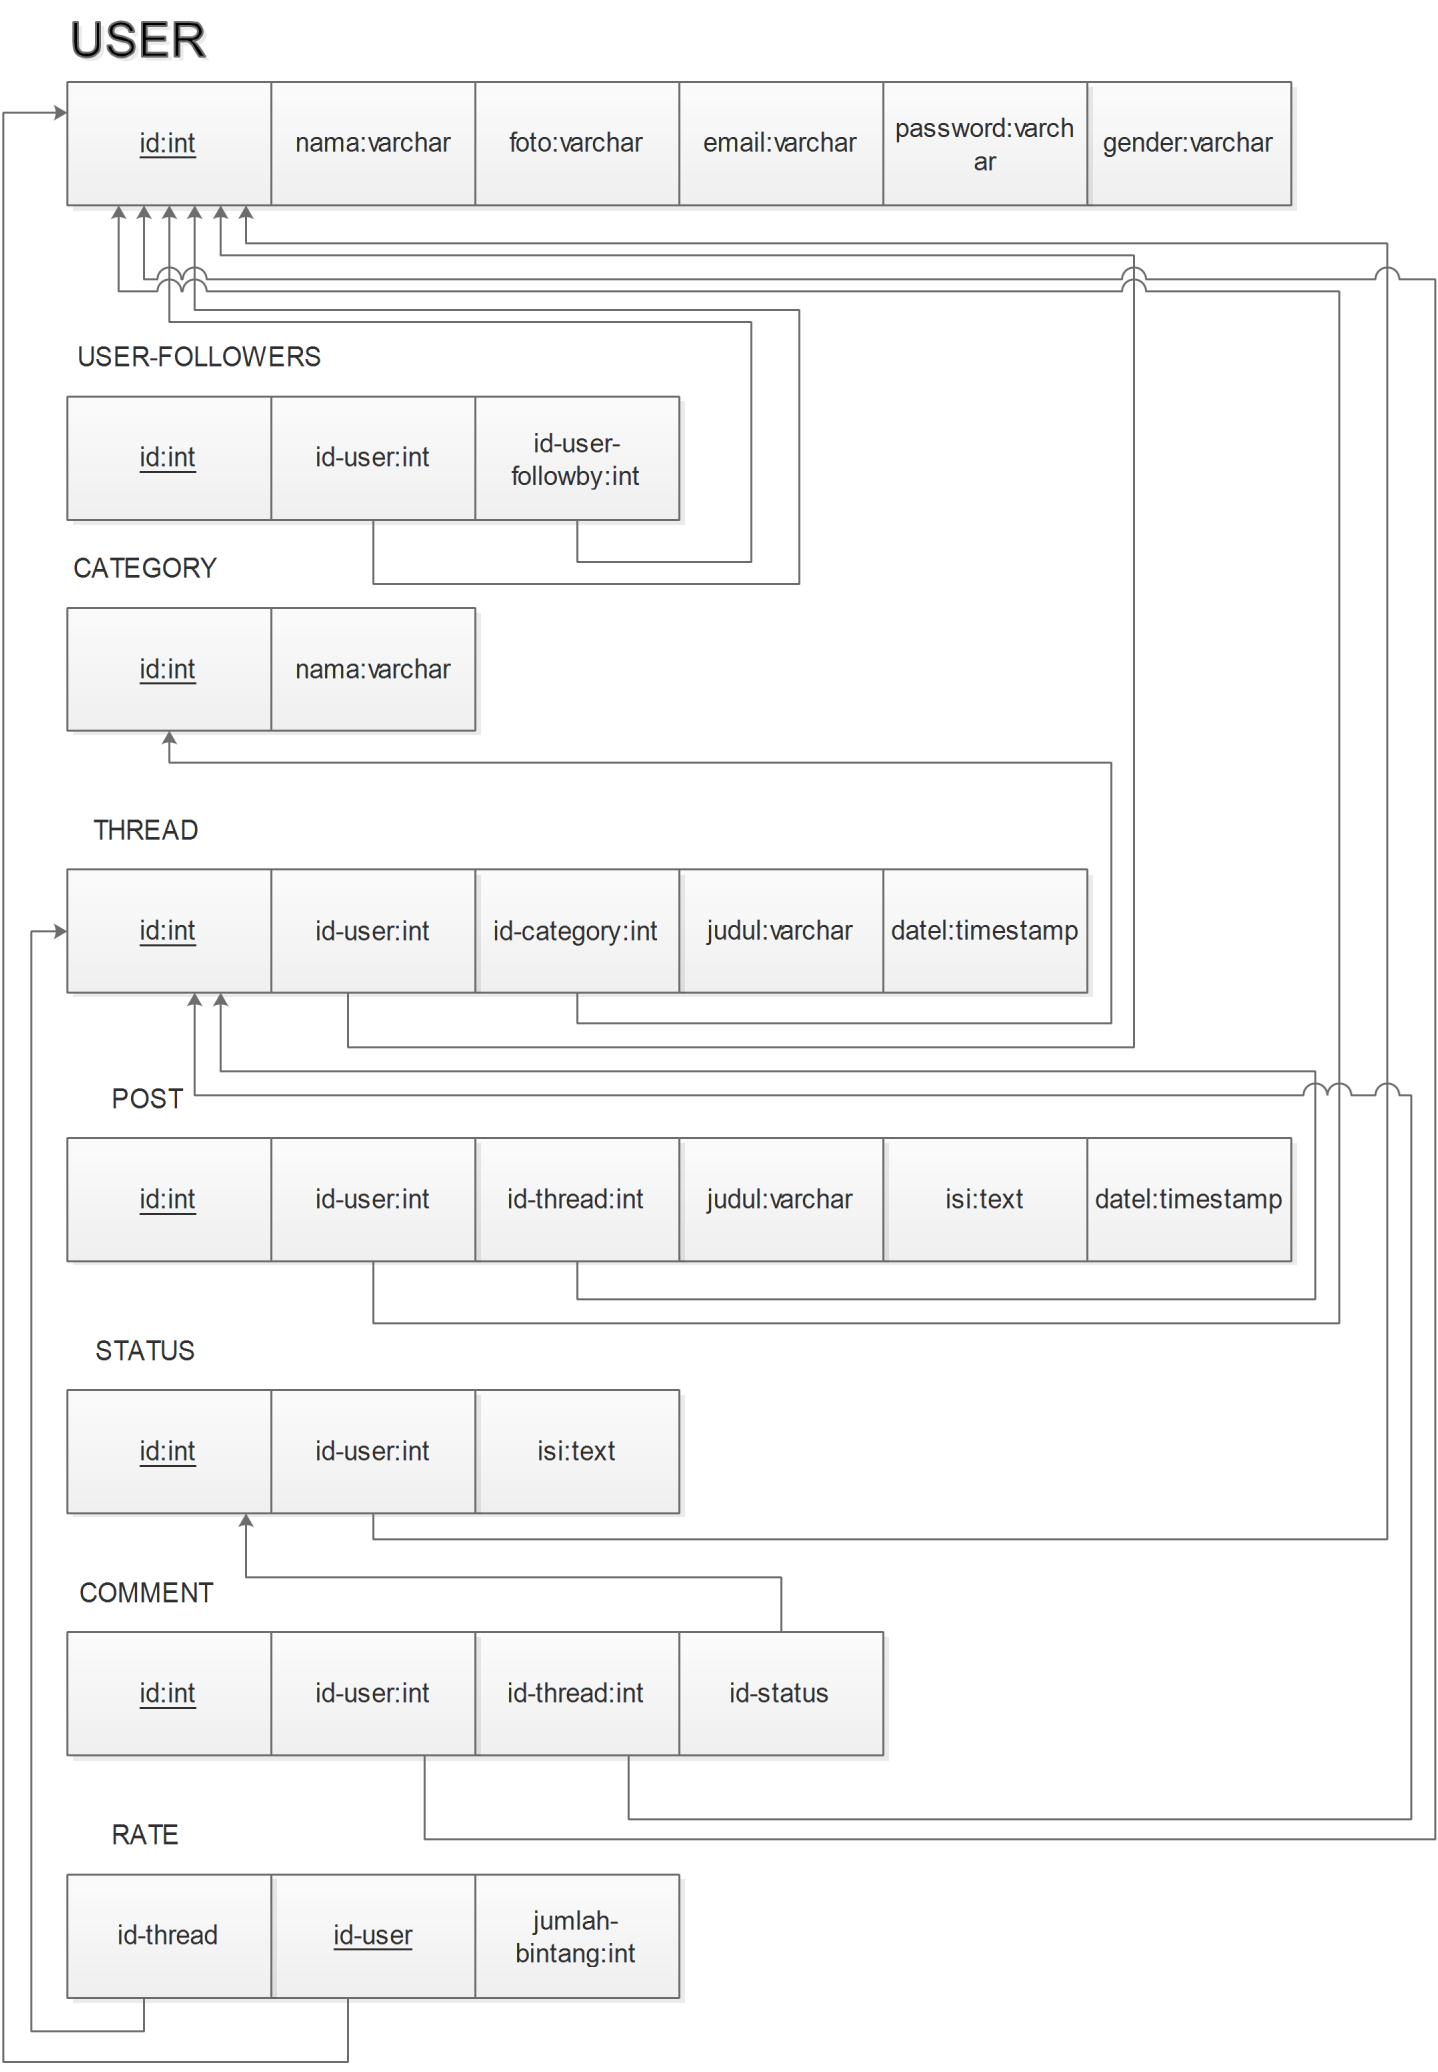 USER
id:int
nama:varchar
foto:varchar
email:varchar
password:varch
ar
gender:varchar
USER-FOLLOWERS
id:int
id-user:int
id-user-
followby:int
CATEGORY
id:int
nama:varchar
THREAD
id:int
id-user:int
id-category:int
judul:varchar
datel:timestamp
POST
id:int
id-user:int
id-thread:int
judul:varchar
isi:text
datel:timestamp
STATUS
id:int
id-user:int
isi:text
COMMENT
id:int
id-user:int
id-thread:int
id-status
RATE
id-thread
id-user
jumlah-
bintang:int